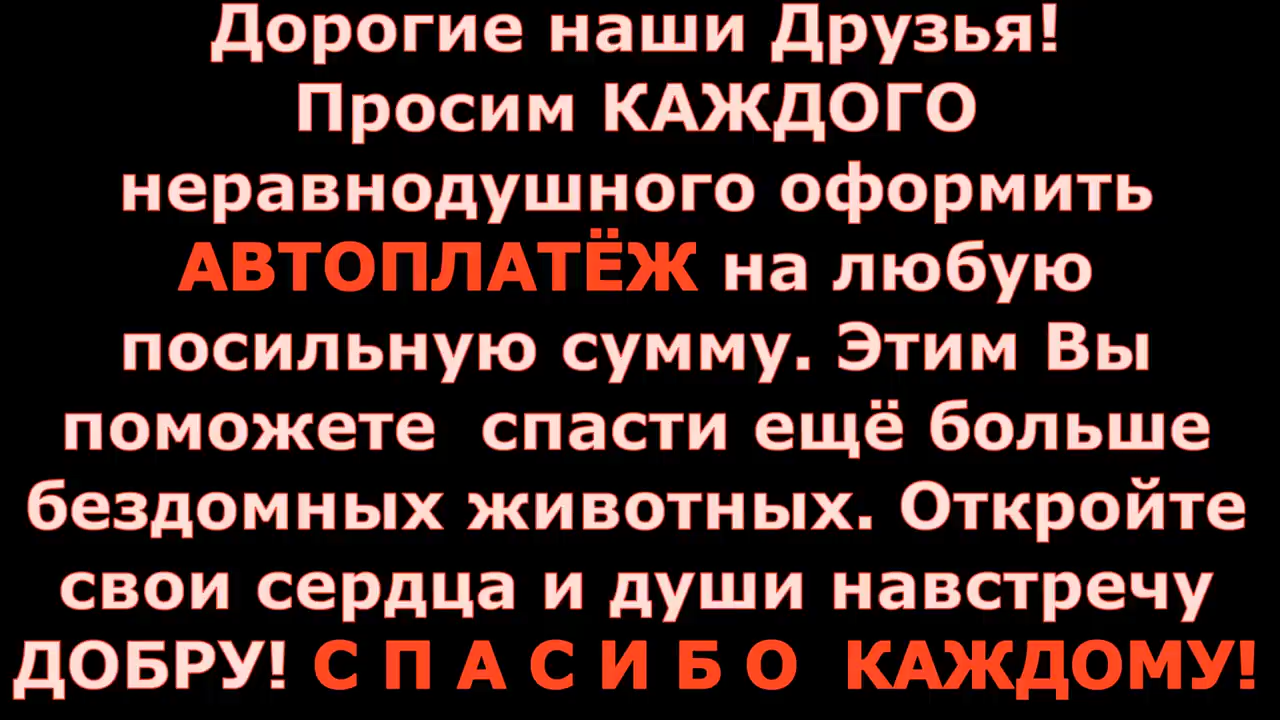 Дорогие наши Друзья!
Просим КАЖДОГО
неравнодушного оформить
АВТОПЛАТЁЖ на любую
посильную сумму. Этим Вы
поможете  спасти ещё больше
бездомных животных. Откройте
свои сердца и души навстречу
ДОБРУ! С П А С И Б О  КАЖДОМУ!